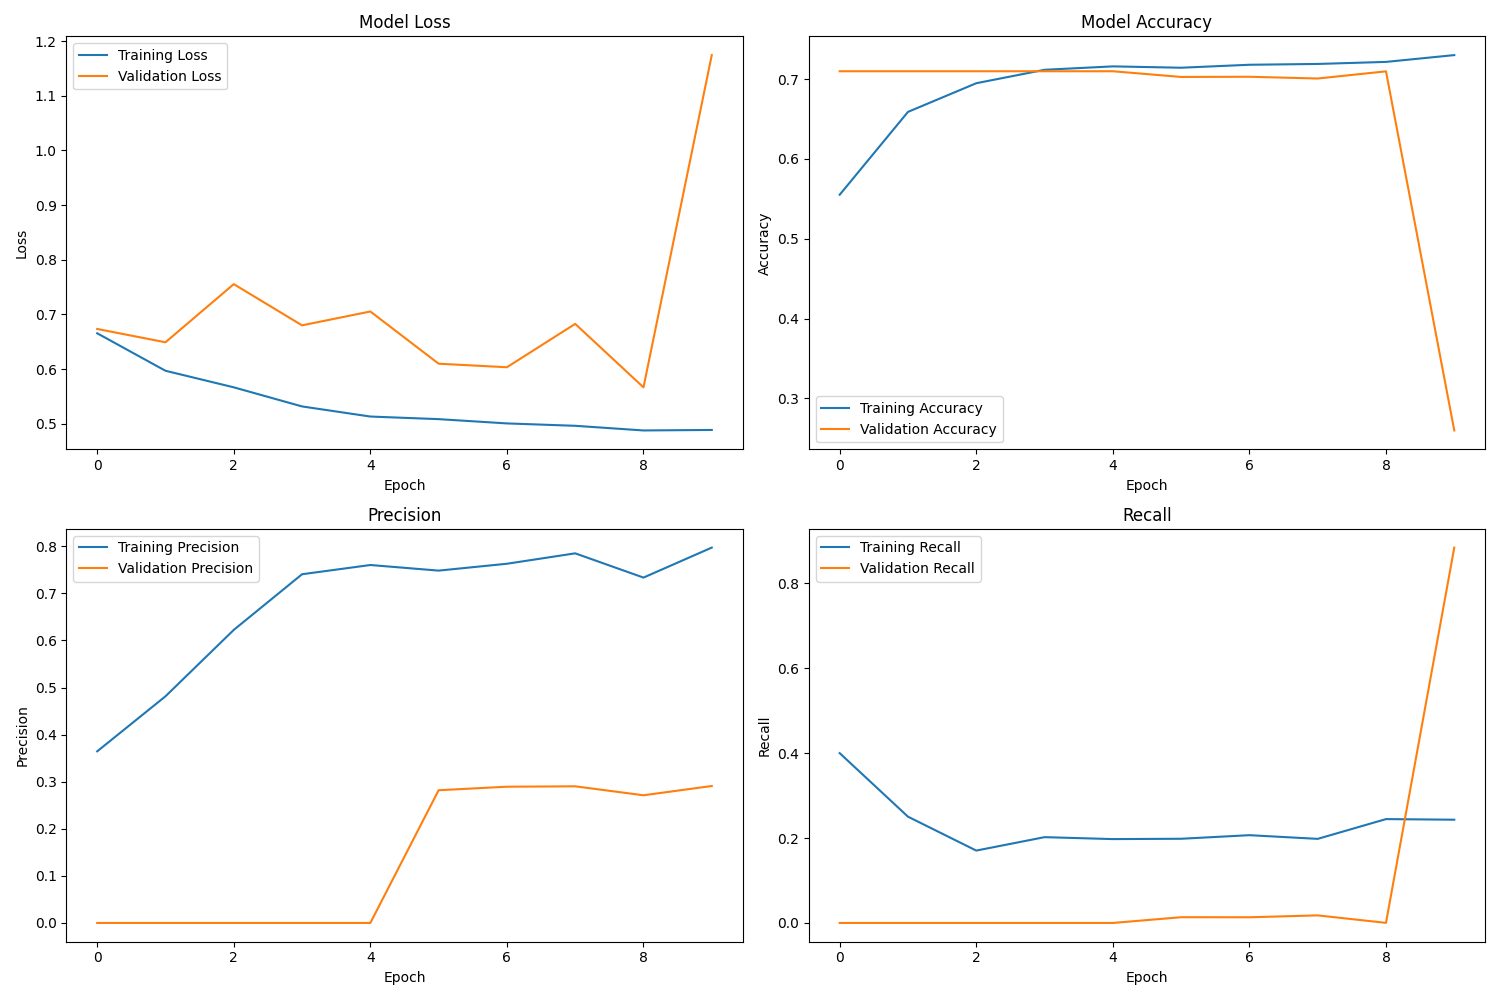 Model Loss
Training Loss
Validation Loss
1.2
1.1
1.0
0.9
0.8
0.7
0.6
0.5
Loss
0 2 4 6 8
Epoch
Model Accuracy
0.7
0.6
0.5
0.4
0.3
Accuracy
Training Accuracy
Validation Accuracy
0 2 4 6 8
Epoch
Precision
Training Precision
Validation Precision
0.8
0.7
0.6
0.5
0.4
0.3
0.2
0.1
0.0
Precision
0 2 4 6 8
Epoch
Recall
Training Recall
Validation Recall
0.8
0.6
0.4
0.2
0.0
Recall
0 2 4 6 8
Epoch